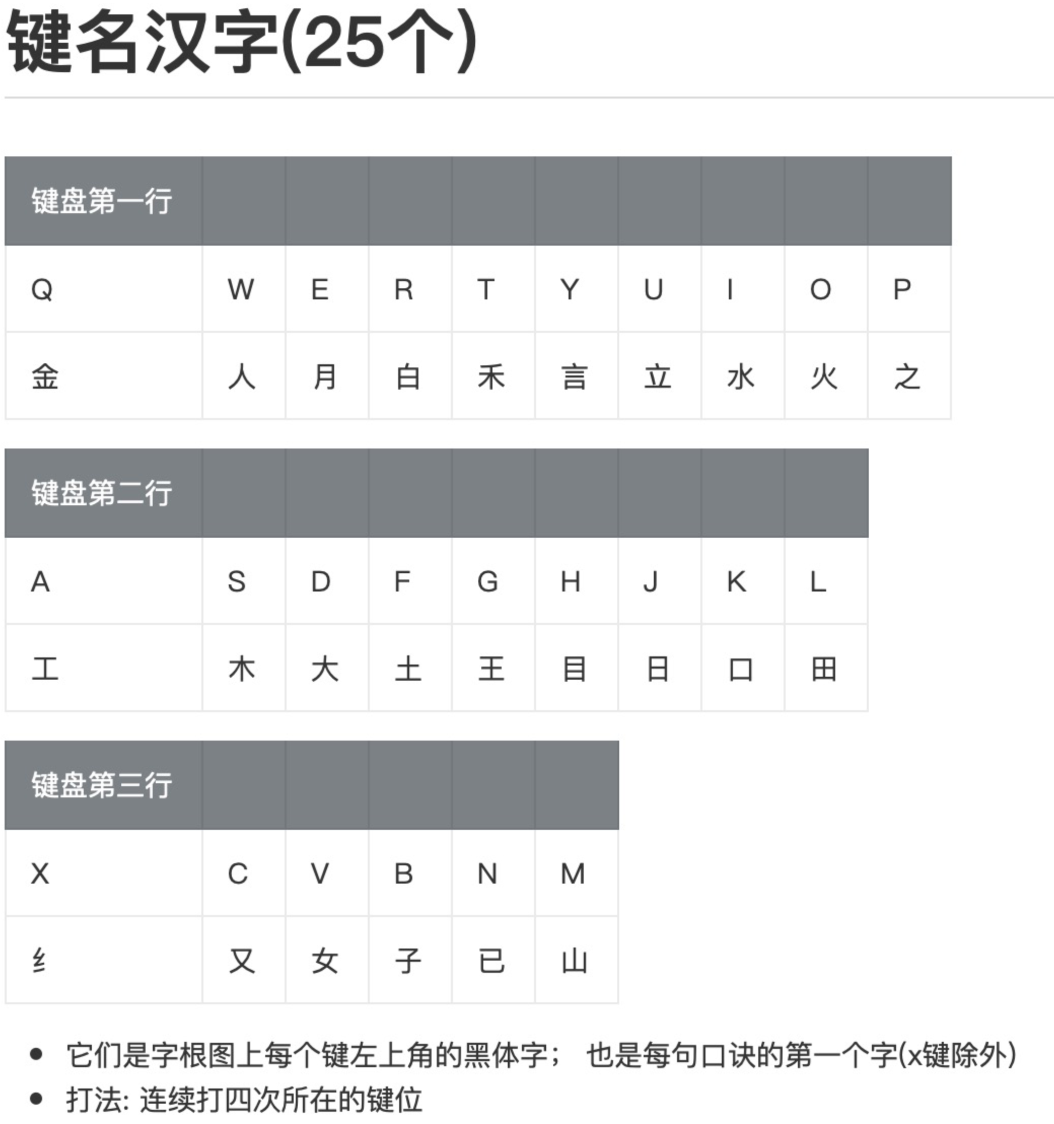 键名汉字(25个)
键盘第一行
Q W E R T Y U I O P
金 人 月 白 禾 言 立 水 火 之
键盘第二行
A S D F G H J K L
工 木 大 土 王 目 日 口 田
键盘第三行
X C V B N M
纟 又 女 子 已 山
它们是字根图上每个键左上角的黑体字； 也是每句口诀的第一个字(x键除外)
打法: 连续打四次所在的键位